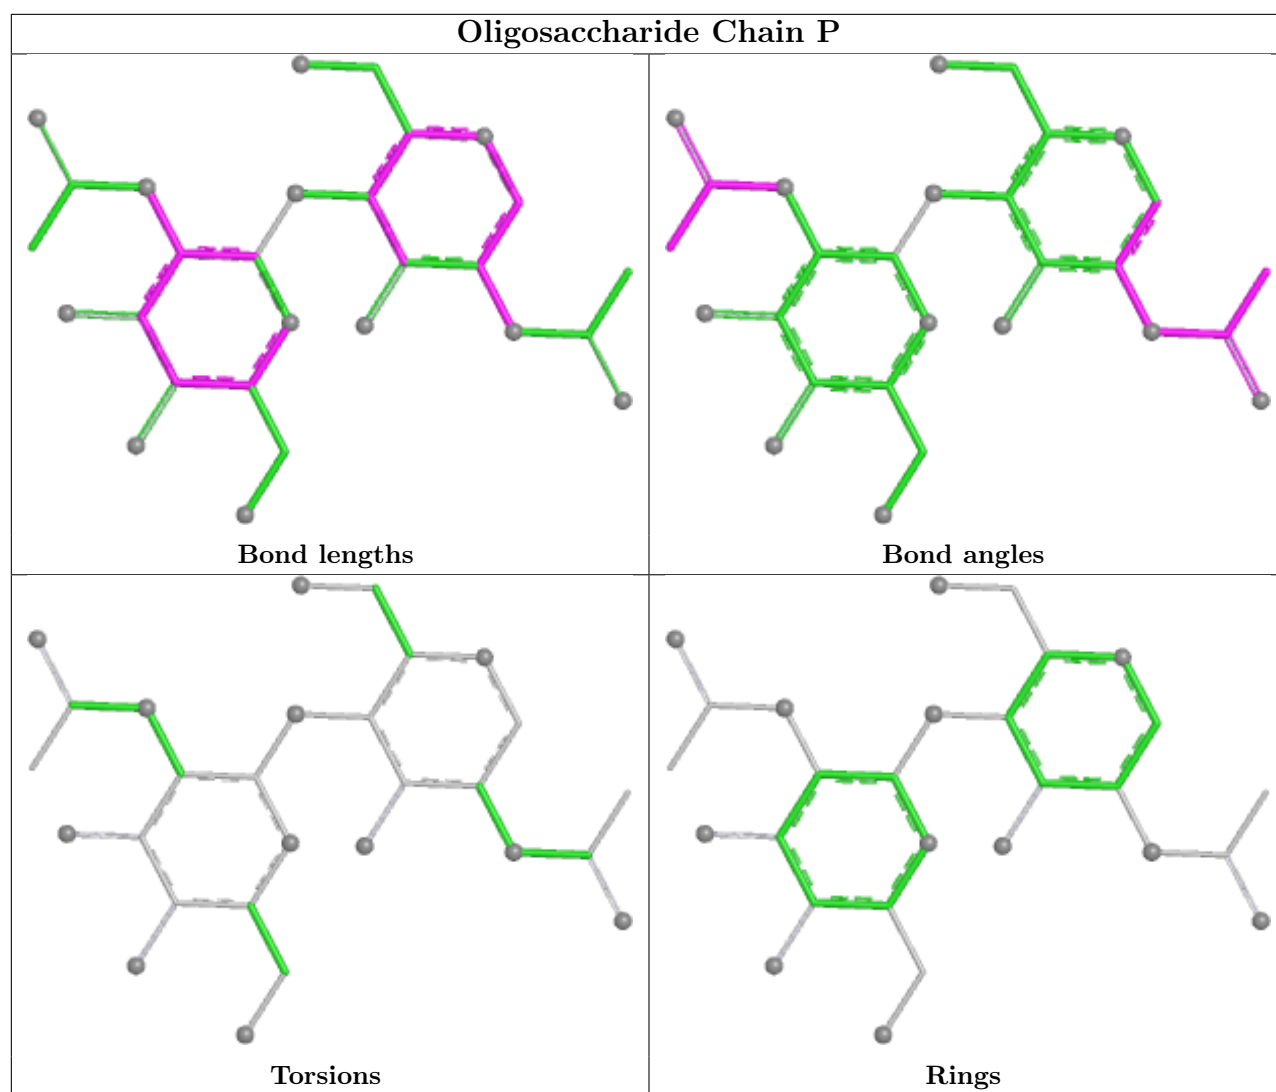 Oligosaccharide Chain P
Bond lengths
Bond angles
Torsions
Rings